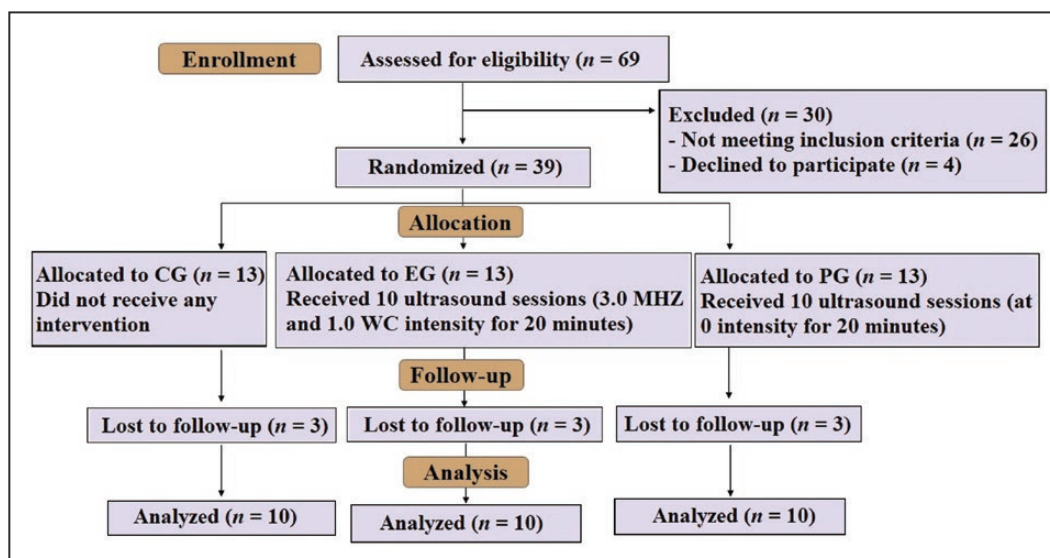 Enrollment
Assessed for eligibility (n = 69
Excluded (n = 30)
- Not meeting inclusion criteria (n = 26)
- Declined to participate (n = 4)
Randomized (n = 39)
Allocation
Allocated to CG (n = 13)
Did not receive any
intervention
Allocated to EG (n = 13)
Received 10 ultrasound sessions (3.0 MHZ
and 1.0 WC intensity for 20 minutes)
Allocated to PG (n = 13)
Received 10 ultrasound sessions (at
0 intensity for 20 minutes)
Follow-up
Lost to follow-up (n = 3)
Lost to follow-up (n = 3)
Lost to follow-up (n = 3)
Analysis
Analyzed (n = 10)
Analyzed (n = 10)
Analyzed (n = 10)